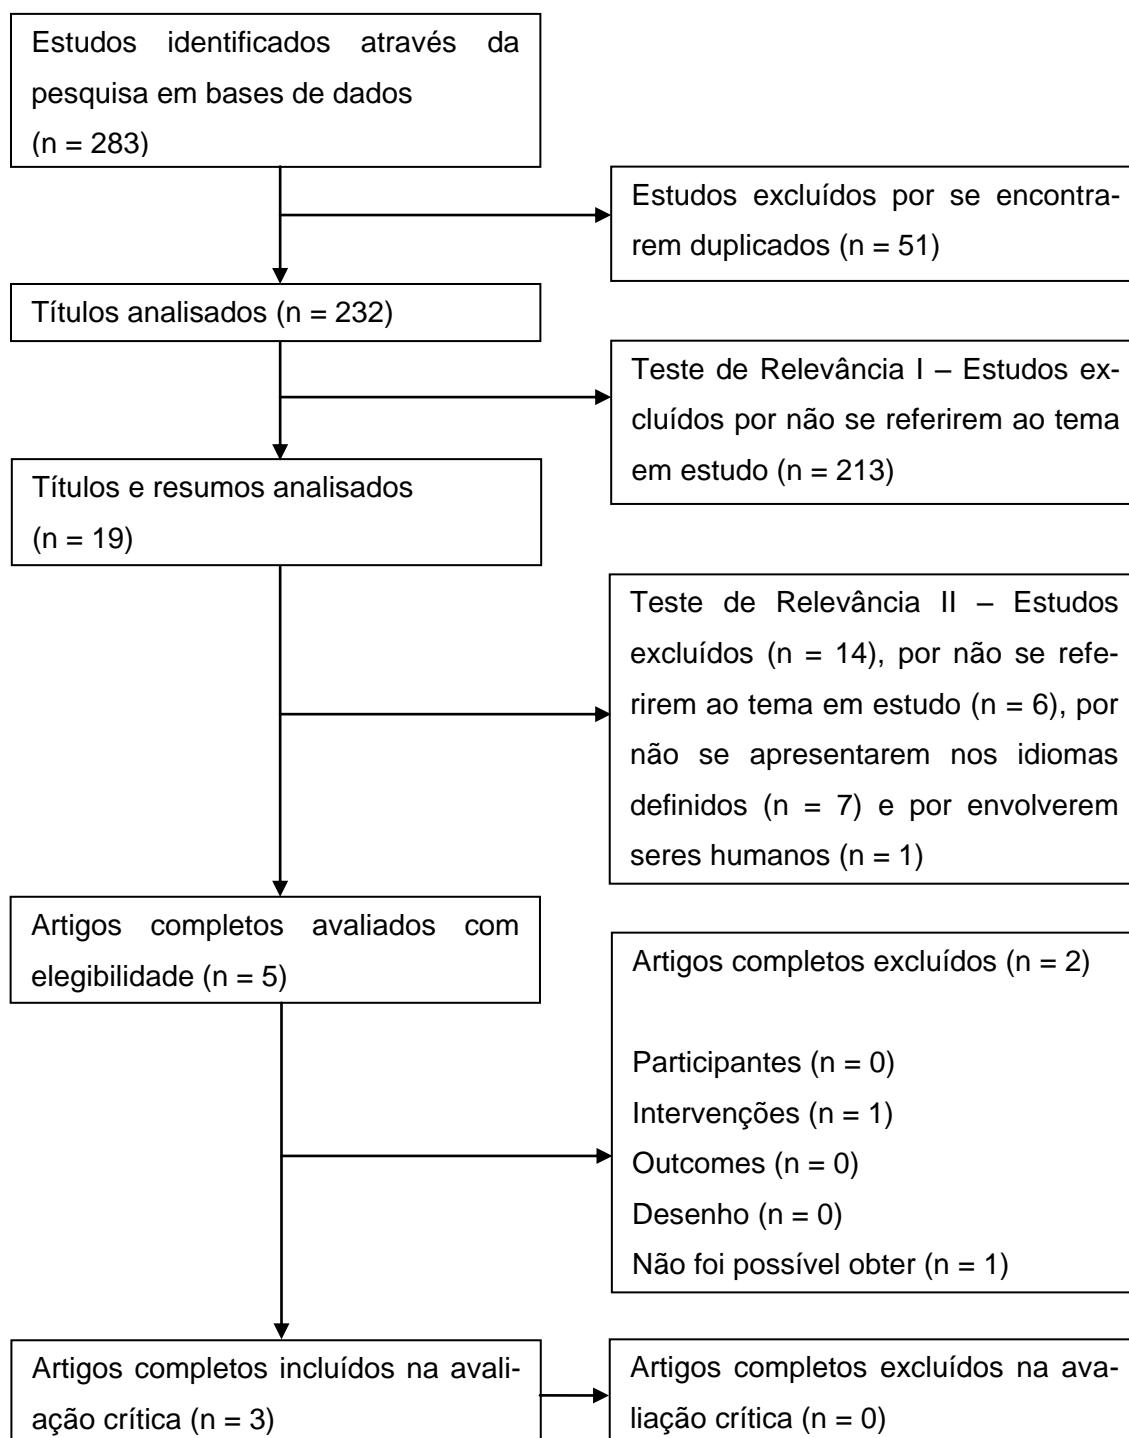 Estudos identificados através da
pesquisa em bases de dados
(n = 283)
Estudos excluídos por se encontra-
rem duplicados (n = 51)
Títulos analisados (n = 232)
Teste de Relevância I – Estudos ex-
cluídos por não se referirem ao tema
em estudo (n = 213)
Títulos e resumos analisados
(n = 19)
Teste de Relevância II – Estudos
excluídos (n = 14), por não se refe-
rirem ao tema em estudo (n = 6), por
não se apresentarem nos idiomas
definidos (n = 7) e por envolverem
seres humanos (n = 1)
Artigos completos avaliados com
elegibilidade (n = 5)
Artigos completos excluídos (n = 2)
Participantes (n = 0)
Intervenções (n = 1)
Outcomes (n = 0)
Desenho (n = 0)
Não foi possível obter (n = 1)
Artigos completos incluídos na avali-
ação crítica (n = 3)
Artigos completos excluídos na ava-
liação crítica (n = 0)